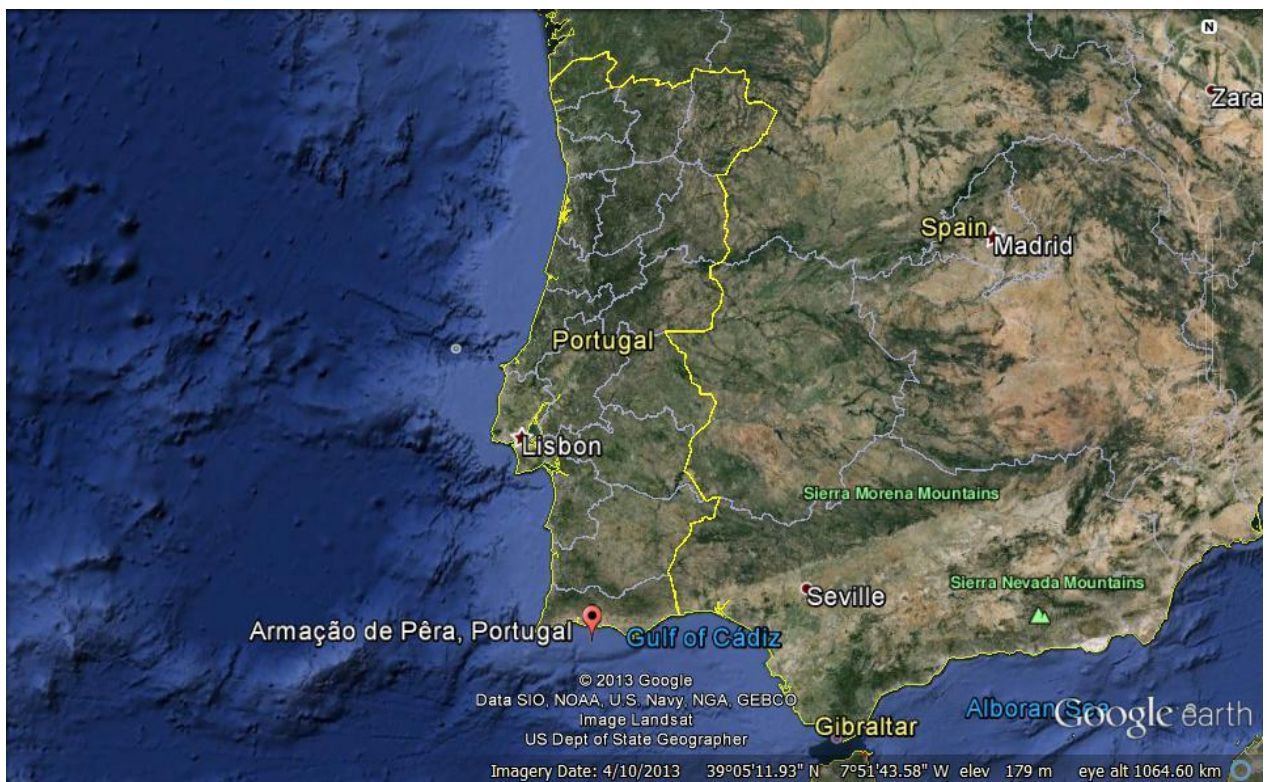 N
Zara
Spain
Madrid
Portugal
Lisbon
Sierra Morena Mountains
Sierra Nevada Mountains
Seville
Armação de Pêra, Portugal
Gulf of Cádiz
© 2013 Google
Data SIO, NOAA, U.S. Navy, NGA, GEBCO
Image Landsat
US Dept of State Geographer
Gibraltar
Alboran Sea
Google earth
Imagery Date: 4/10/2013 39°05'11.93" N 7°51'43.58" W elev 179 m eye alt 1064.60 km